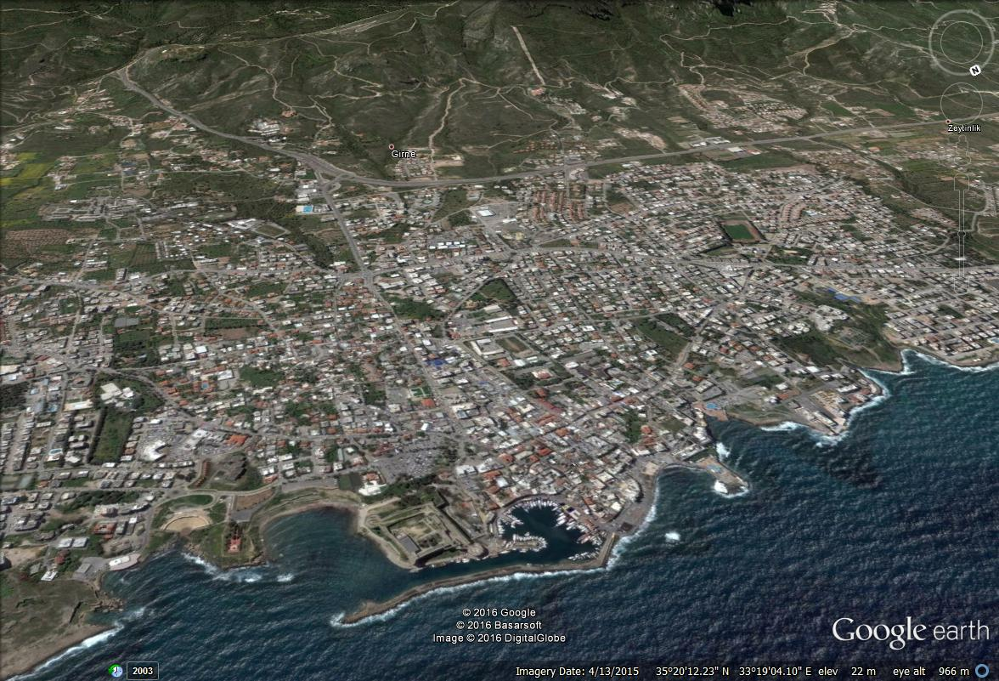 N
Zeytinlik
Girne
© 2016 Google
© 2016 Basarsoft
Image © 2016 DigitalGlobe
Google earth
2003
Imagery Date: 4/13/2015 35°20'12.23" N 33°19'04.10" E elev 22 m eye alt 966 m